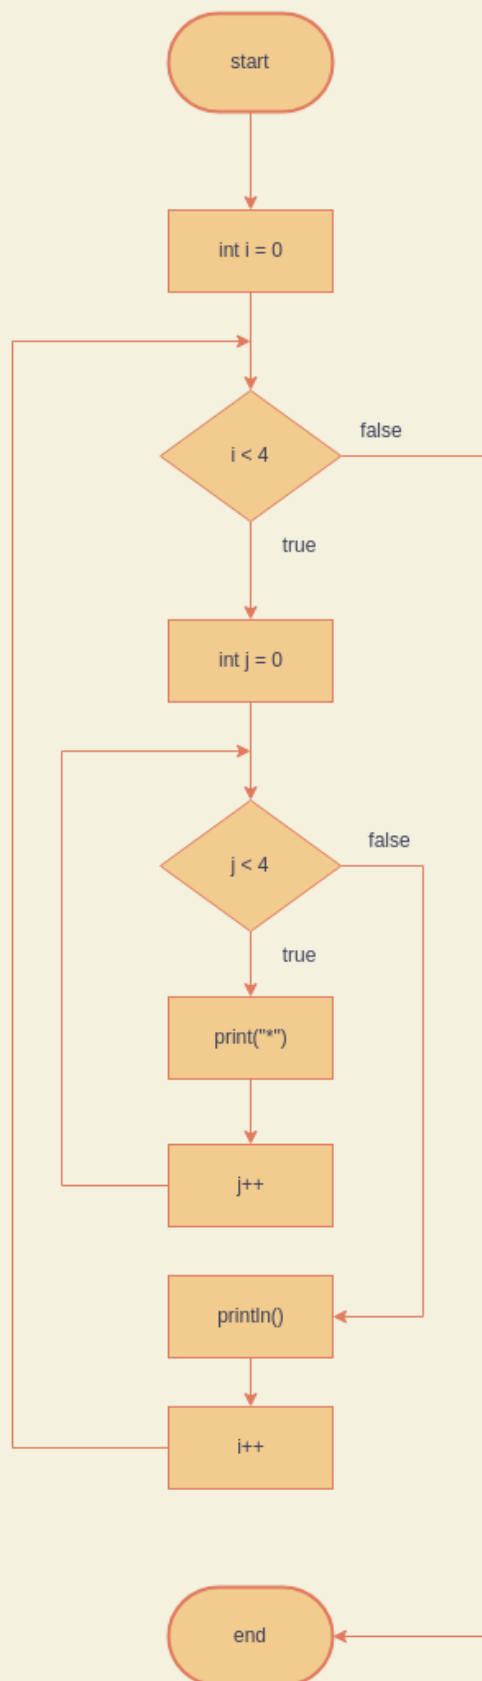 start
int i = 0
i < 4
false
true
int j = 0
j < 4
false
true
print("*")
j++
println()
i++
end